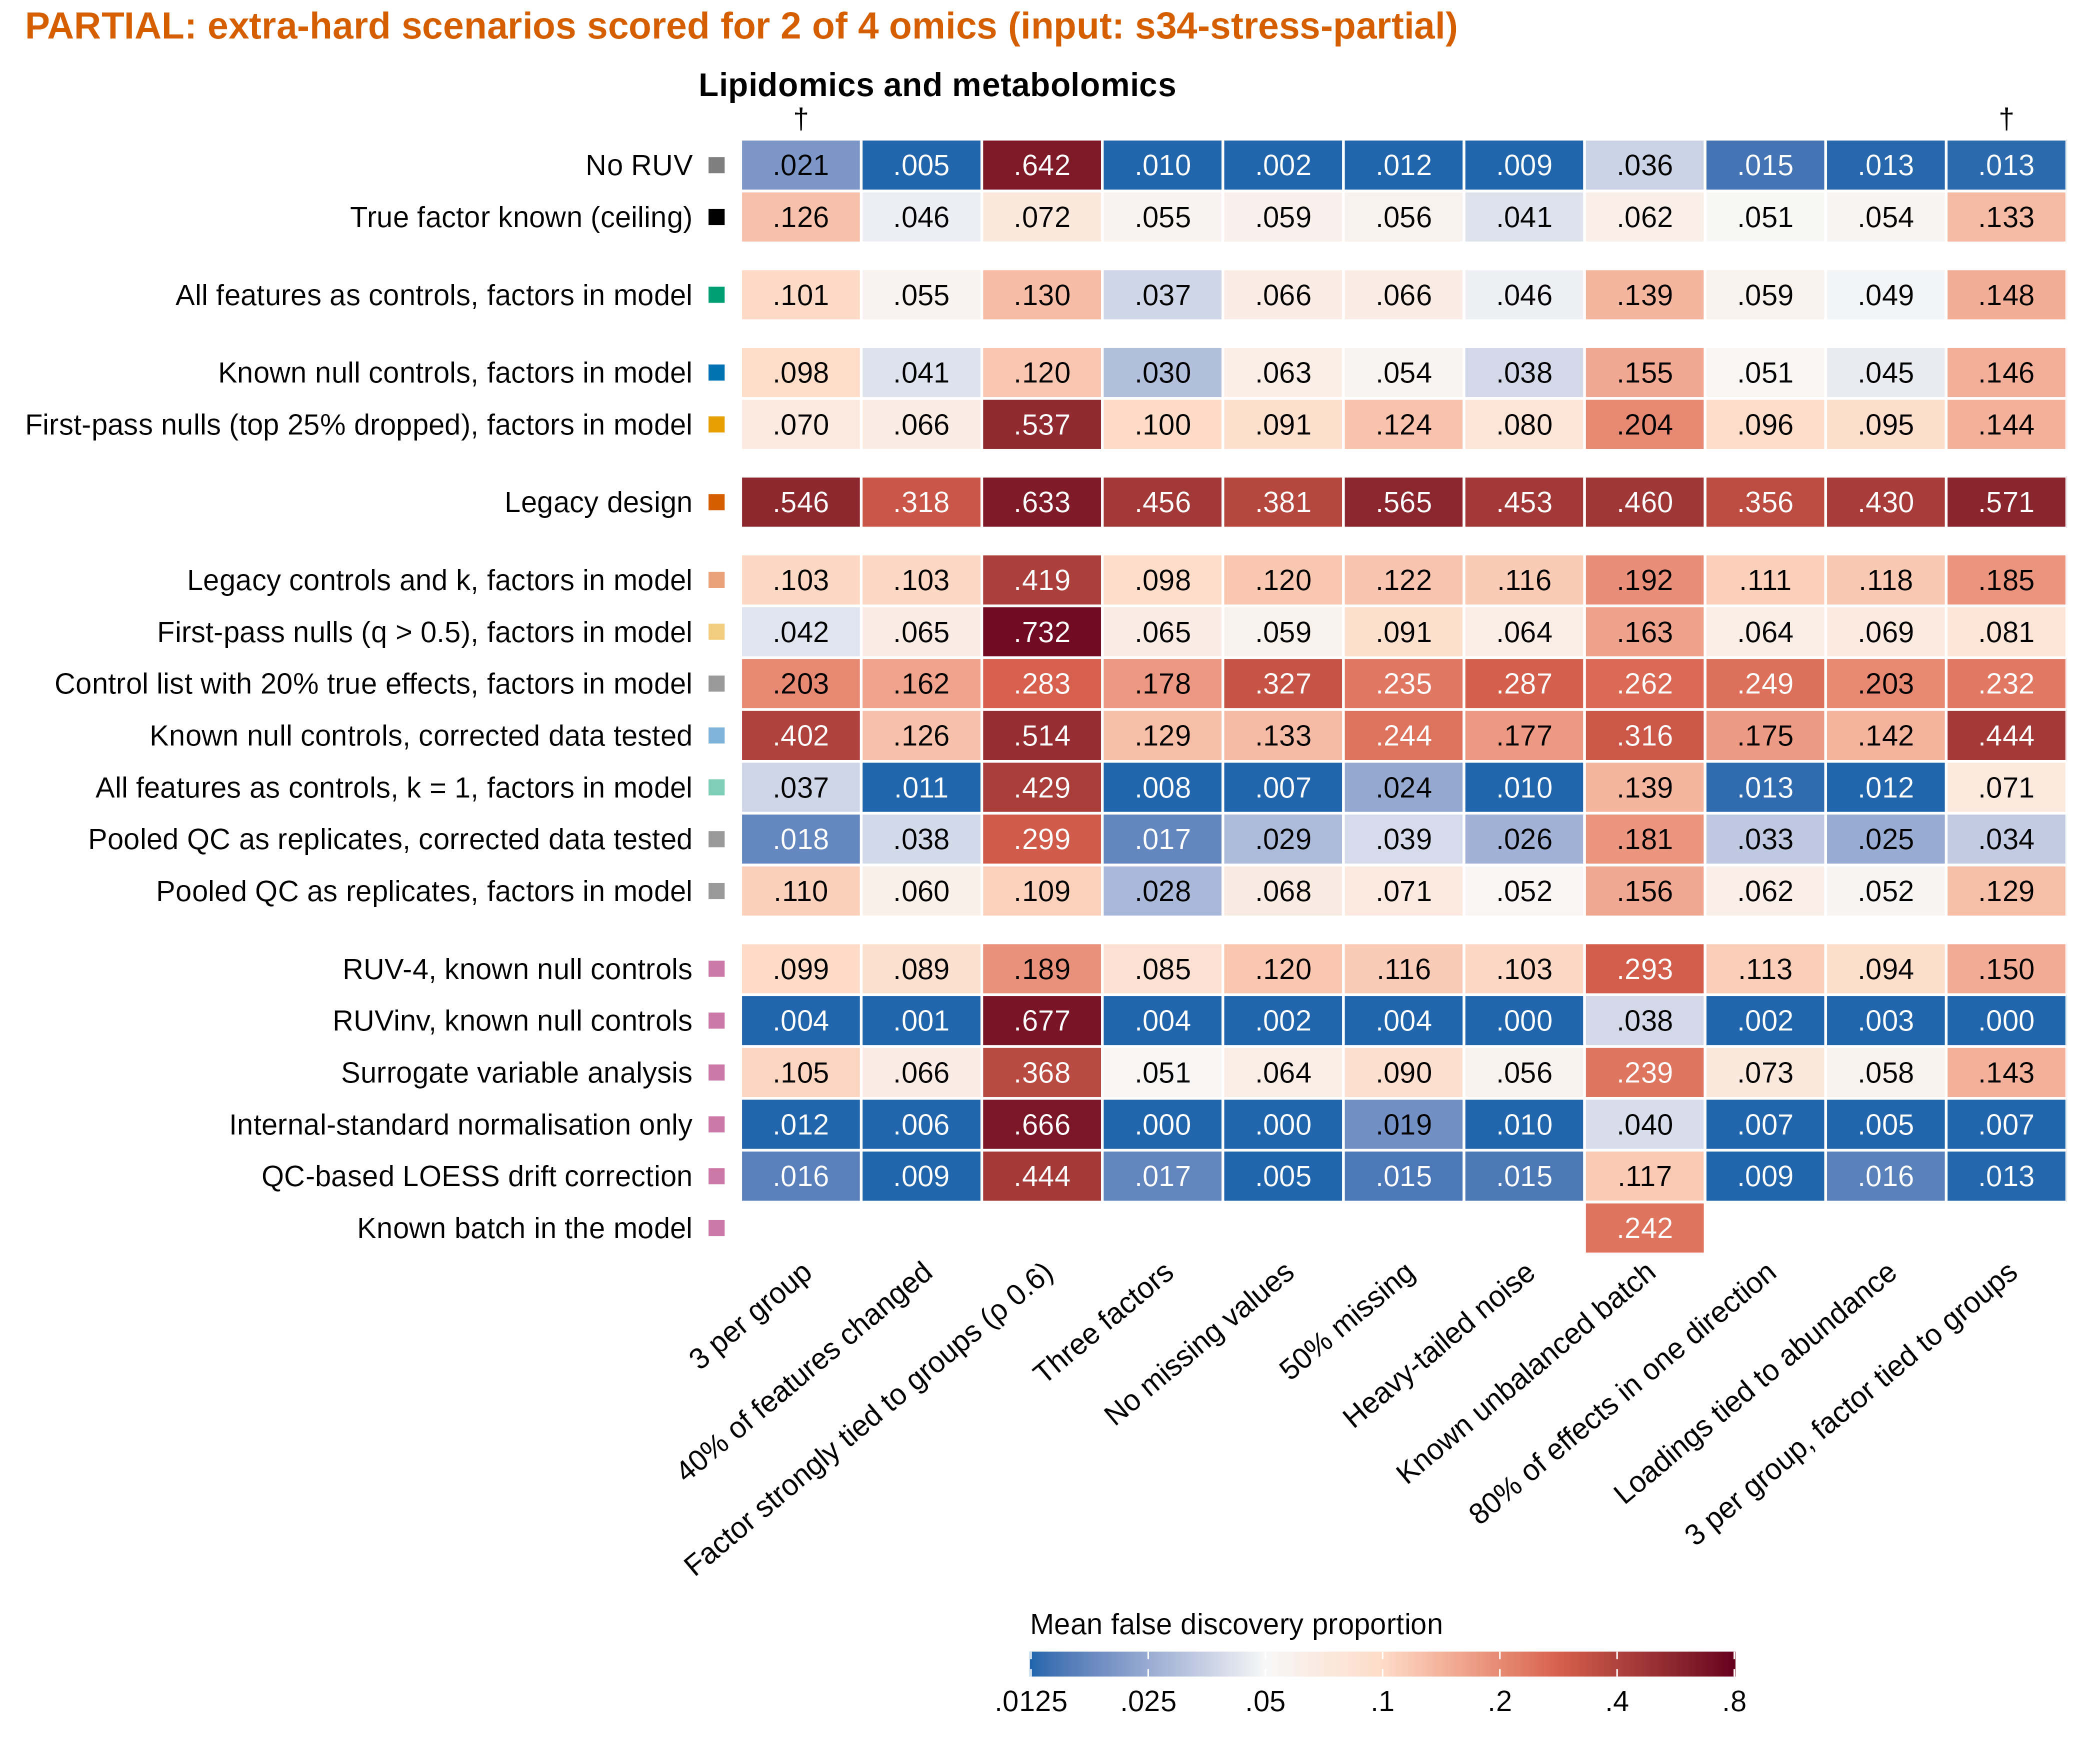 PARTIAL: extra-hard scenarios scored for 2 of 4 omics (input: s34-stress-partial)
Lipidomics and metabolomics
† †
No RUV .021 .005 .642 .010 .002 .012 .009 .036 .015 .013 .013
True factor known (ceiling) .126 .046 .072 .055 .059 .056 .041 .062 .051 .054 .133
All features as controls, factors in model .101 .055 .130 .037 .066 .066 .046 .139 .059 .049 .148
Known null controls, factors in model .098 .041 .120 .030 .063 .054 .038 .155 .051 .045 .146
First-pass nulls (top 25% dropped), factors in model .070 .066 .537 .100 .091 .124 .080 .204 .096 .095 .144
Legacy design .546 .318 .633 .456 .381 .565 .453 .460 .356 .430 .571
Legacy controls and k, factors in model .103 .103 .419 .098 .120 .122 .116 .192 .111 .118 .185
First-pass nulls (q > 0.5), factors in model .042 .065 .732 .065 .059 .091 .064 .163 .064 .069 .081
Control list with 20% true effects, factors in model .203 .162 .283 .178 .327 .235 .287 .262 .249 .203 .232
Known null controls, corrected data tested .402 .126 .514 .129 .133 .244 .177 .316 .175 .142 .444
All features as controls, k = 1, factors in model .037 .011 .429 .008 .007 .024 .010 .139 .013 .012 .071
Pooled QC as replicates, corrected data tested .018 .038 .299 .017 .029 .039 .026 .181 .033 .025 .034
Pooled QC as replicates, factors in model .110 .060 .109 .028 .068 .071 .052 .156 .062 .052 .129
RUV-4, known null controls .099 .089 .189 .085 .120 .116 .103 .293 .113 .094 .150
RUVinv, known null controls .004 .001 .677 .004 .002 .004 .000 .038 .002 .003 .000
Surrogate variable analysis .105 .066 .368 .051 .064 .090 .056 .239 .073 .058 .143
Internal-standard normalisation only .012 .006 .666 .000 .000 .019 .010 .040 .007 .005 .007
QC-based LOESS drift correction .016 .009 .444 .017 .005 .015 .015 .117 .009 .016 .013
Known batch in the model .242
3 per group
40% of features changed
Factor strongly tied to groups (ρ 0.6)
Three factors
No missing values
50% missing
Heavy-tailed noise
Known unbalanced batch
80% of effects in one direction
Loadings tied to abundance
3 per group, factor tied to groups
Mean false discovery proportion
.0125 .025 .05 .1 .2 .4 .8